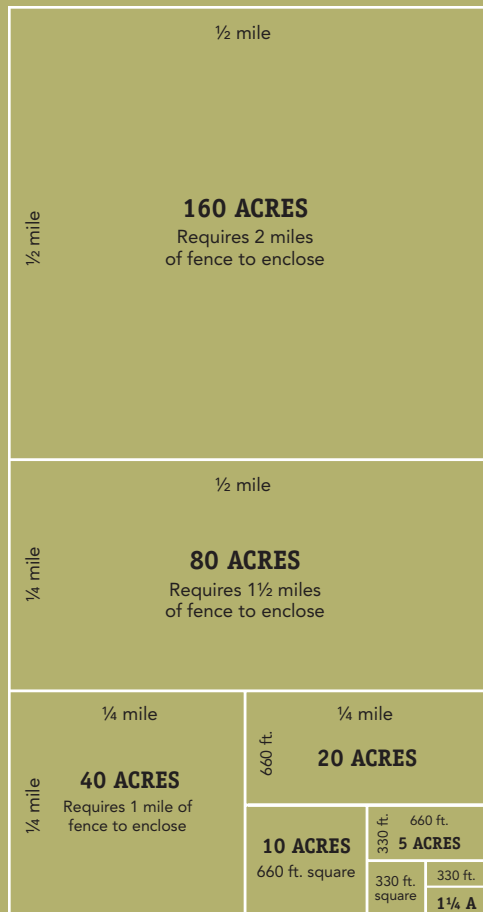 ½ mile
½ mile
160 ACRES
Requires 2 miles
of fence to enclose
½ mile
¼ mile
80 ACRES
Requires 1½ miles
of fence to enclose
¼ mile
¼ mile
40 ACRES
Requires 1 mile of
fence to enclose
¼ mile
660 ft.
20 ACRES
10 ACRES
660 ft. square
660 ft.
330 ft.
5 ACRES
330 ft.
square
330 ft.
1¼ A